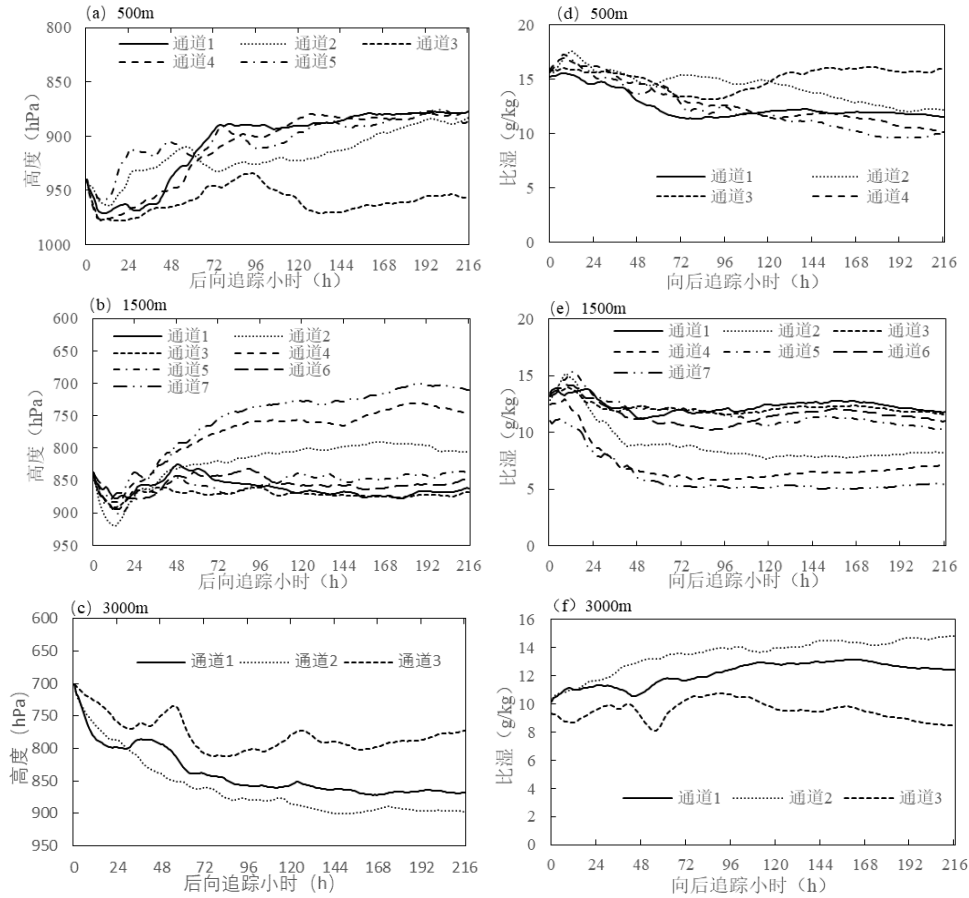 (a) 500m
800
850
900
950
1000
高度（hPa）
通道1 通道2 通道3
通道4 通道5
0 24 48 72 96 120 144 168 192 216
后向追踪小时（h）
(d) 500m
20
15
10
5
0
比湿（g/kg）
通道1 通道2
通道3 通道4
0 24 48 72 96 120 144 168 192 216
向后追踪小时（h）
(b) 1500m
600
650
700
750
800
850
900
950
高度（hPa）
通道1 通道2
通道3 通道4
通道5 通道6
通道7
0 24 48 72 96 120 144 168 192 216
后向追踪小时（h）
(e) 1500m
20
15
10
5
0
比湿（g/kg）
通道1 通道2 通道3
通道4 通道5 通道6
通道7
0 24 48 72 96 120 144 168 192 216
向后追踪小时（h）
(c) 3000m
600
700
750
800
850
900
950
高度（hPa）
通道1 通道2 通道3
0 24 48 72 96 120 144 168 192 216
后向追踪小时（h）
(f) 3000m
16
14
12
10
8
6
4
2
0
比湿（g/kg）
通道1 通道2 通道3
0 24 48 72 96 120 144 168 192 216
向后追踪小时（h）